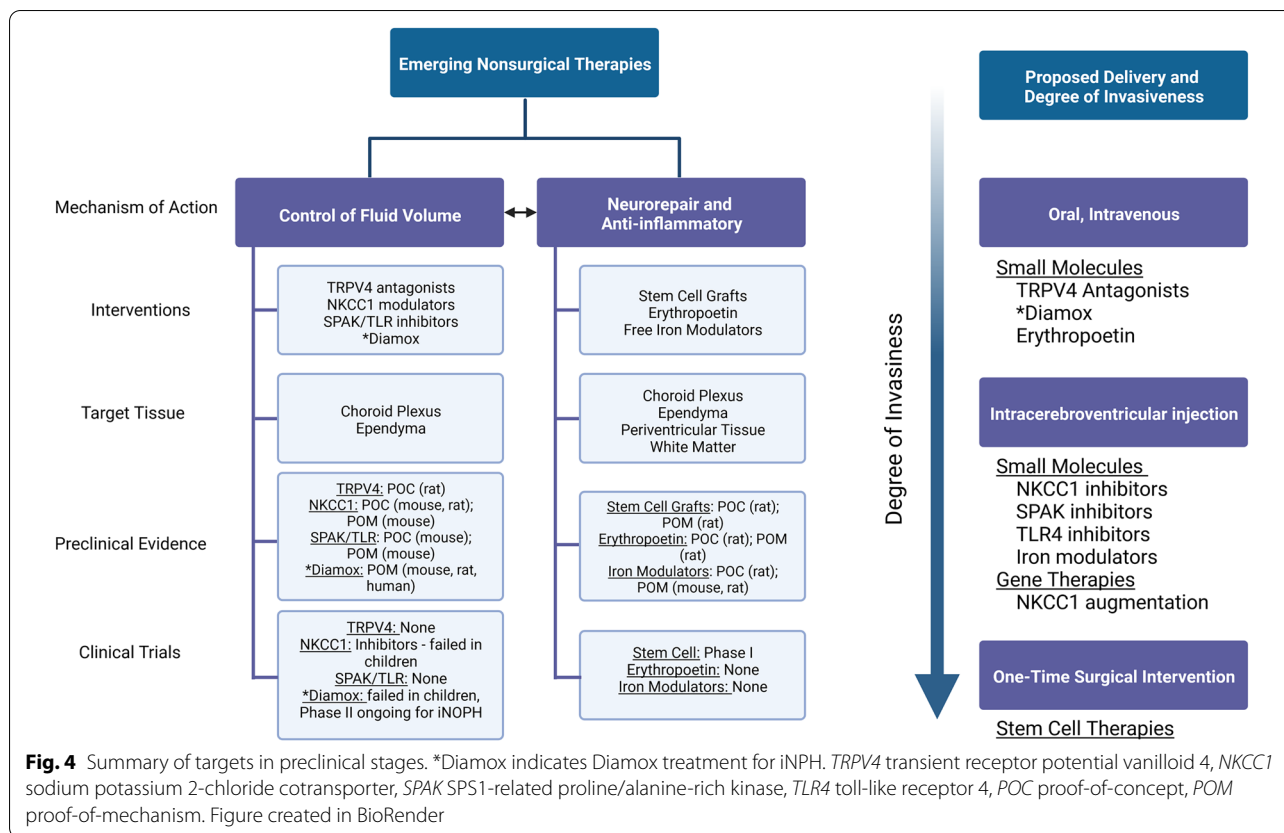 Emerging Nonsurgical Therapies
Mechanism of Action
Control of Fluid Volume
Neurorepair and
Anti-inflammatory
Interventions
TRPV4 antagonists
NKCC1 modulators
SPAK/TLR inhibitors
*Diamox
Stem Cell Grafts
Erythropoetin
Free Iron Modulators
Target Tissue
Choroid Plexus
Ependyma
Choroid Plexus
Ependyma
Periventricular Tissue
White Matter
Preclinical Evidence
TRPV4: POC (rat)
NKCC1: POC (mouse, rat);
POM (mouse)
SPAK/TLR: POC (mouse);
POM (mouse)
*Diamox: POM (mouse, rat,
human)
Stem Cell Grafts: POC (rat);
POM (rat)
Erythropoetin: POC (rat); POM
(rat)
Iron Modulators: POC (rat);
POM (mouse, rat)
Clinical Trials
TRPV4: None
NKCC1: Inhibitors - failed in
children
SPAK/TLR: None
*Diamox: failed in children,
Phase II ongoing for iNOPH
Stem Cell: Phase I
Erythropoetin: None
Iron Modulators: None
Degree of Invasiness
Proposed Delivery and
Degree of Invasiveness
Oral, Intravenous
Small Molecules
TRPV4 Antagonists
*Diamox
Erythropoetin
Intracerebroventricular injection
Small Molecules
NKCC1 inhibitors
SPAK inhibitors
TLR4 inhibitors
Iron modulators
Gene Therapies
NKCC1 augmentation
One-Time Surgical Intervention
Stem Cell Therapies
Fig. 4 Summary of targets in preclinical stages. *Diamox indicates Diamox treatment for iNPH. TRPV4 transient receptor potential vanilloid 4, NKCC1
sodium potassium 2-chloride cotransporter, SPAK SPS1-related proline/alanine-rich kinase, TLR4 toll-like receptor 4, POC proof-of-concept, POM
proof-of-mechanism. Figure created in BioRender